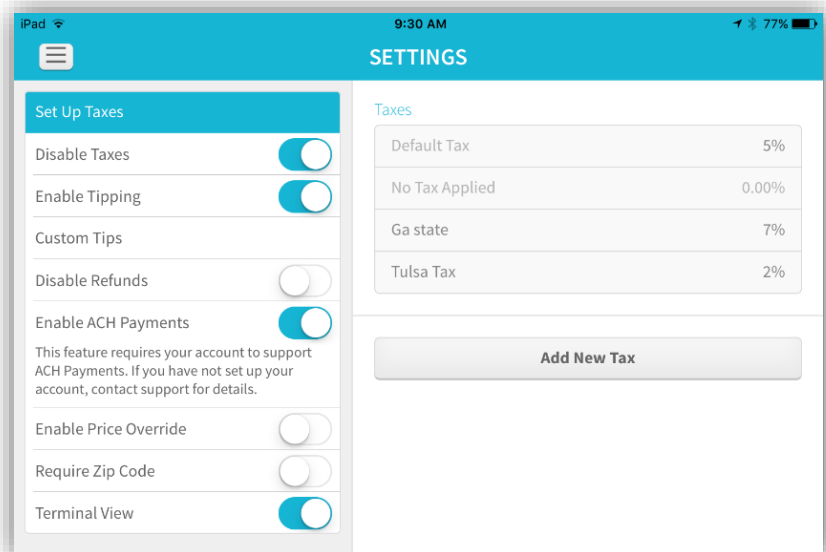 iPad 9:30 AM 77%
SETTINGS
Set Up Taxes
Disable Taxes
Enable Tipping
Custom Tips
Disable Refunds
Enable ACH Payments
This feature requires your account to support
ACH Payments. If you have not set up your
account, contact support for details.
Enable Price Override
Require Zip Code
Terminal View
Taxes
Default Tax 5%
No Tax Applied 0.00%
Ga state 7%
Tulsa Tax 2%
Add New Tax